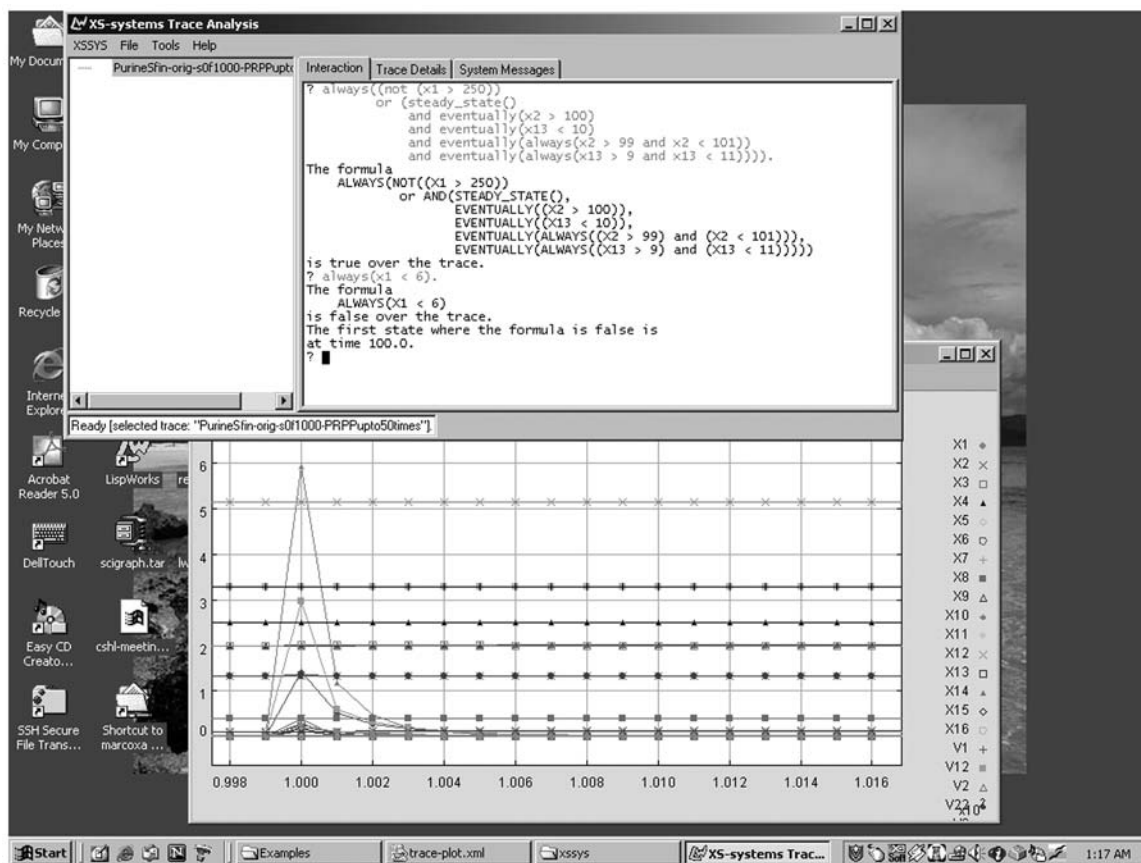 XS-systems Trace Analysis
XSSYS File Tools Help
PurineSfin-orig-s0f1000-PRPPupto
Interaction Trace Details System Messages
? always((not (x1 > 250))
or (steady_state()
and eventually(x2 > 100)
and eventually(x13 < 10)
and eventually(always(x2 > 99 and x2 < 101))
and eventually(always(x13 > 9 and x13 < 11)))).
The formula
ALWAYS(NOT((X1 > 250))
or AND(STEADY_STATE(),
EVENTUALLY((X2 > 100)),
EVENTUALLY((X13 < 10)),
EVENTUALLY(ALWAYS((X2 > 99) and (X2 < 101))),
EVENTUALLY(ALWAYS((X13 > 9) and (X13 < 11)))))
is true over the trace.
? always(x1 < 6).
The formula
ALWAYS(X1 < 6)
is false over the trace.
The first state where the formula is false is
at time 100.0.
?
Ready [selected trace: "PurineSfin-orig-s0f1000-PRPPupto50times"].
My Docum
My Comp
My Netw
Places
Recycle
Interne
Explore
Acrobat
Reader 5.0
LispWorks
re
DellTouch
scigraph.tar
lw
Easy CD
Creato...
cshl-meetin...
SSH Secure
File Trans...
Shortcut to
marcoxa ...
6
5
4
3
2
1
0
0.998 1.000 1.002 1.004 1.006 1.008 1.010 1.012 1.014 1.016
X1
X2
X3
X4
X5
X6
X7
X8
X9
X10
X11
X12
X13
X14
X15
X16
V1
V12
V2
Start Examples trace-plot.xml xssys XS-systems Trac... 1:17 AM